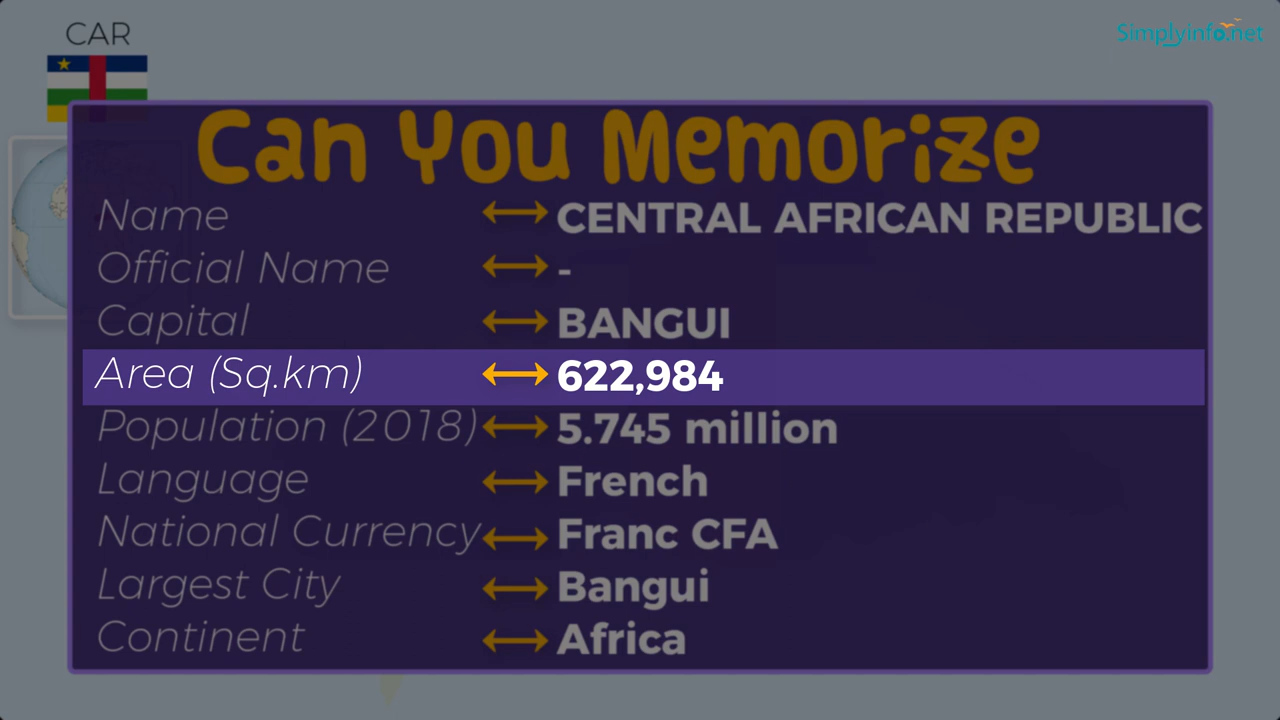 CAR
Simplyinfo.net
Can You Memorize
Name ↔ CENTRAL AFRICAN REPUBLIC
Official Name ↔ -
Capital ↔ BANGUI
Area (Sq.km) ↔ 622,984
Population (2018) ↔ 5.745 million
Language ↔ French
National Currency ↔ Franc CFA
Largest City ↔ Bangui
Continent ↔ Africa